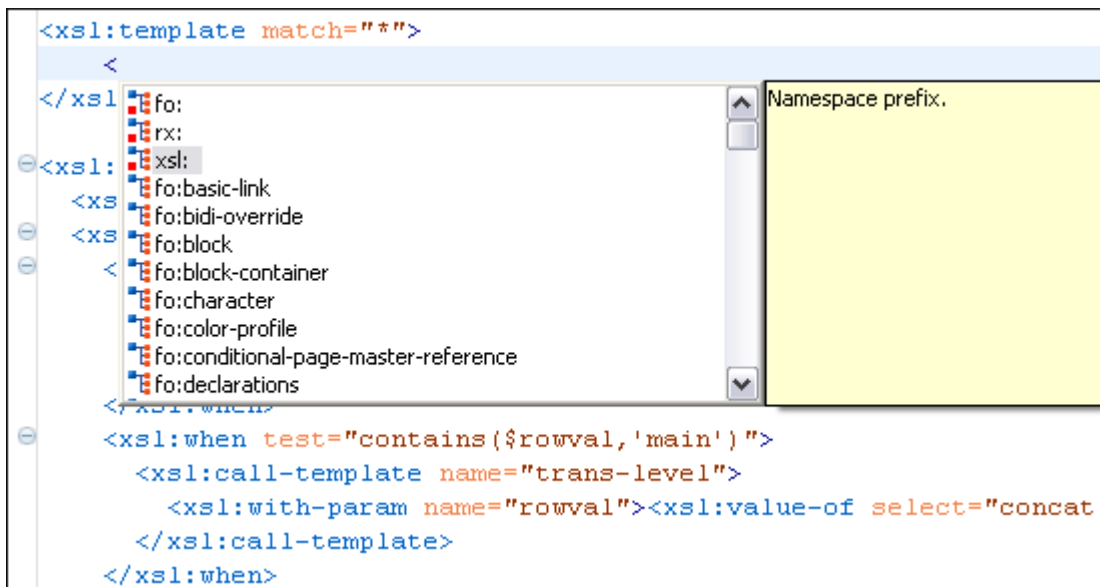 <xsl:template match="*">
<
</xsl
fo:
Namespace prefix.
rx:
<xsl:
xsl:
<xs
fo:basic-link
fo:bidi-override
<xs
fo:block
<
fo:block-container
fo:character
fo:color-profile
fo:conditional-page-master-reference
fo:declarations
</xsl:when>
<xsl:when test="contains($rowval,'main')">
<xsl:call-template name="trans-level">
<xsl:with-param name="rowval"><xsl:value-of select="concat
</xsl:call-template>
</xsl:when>